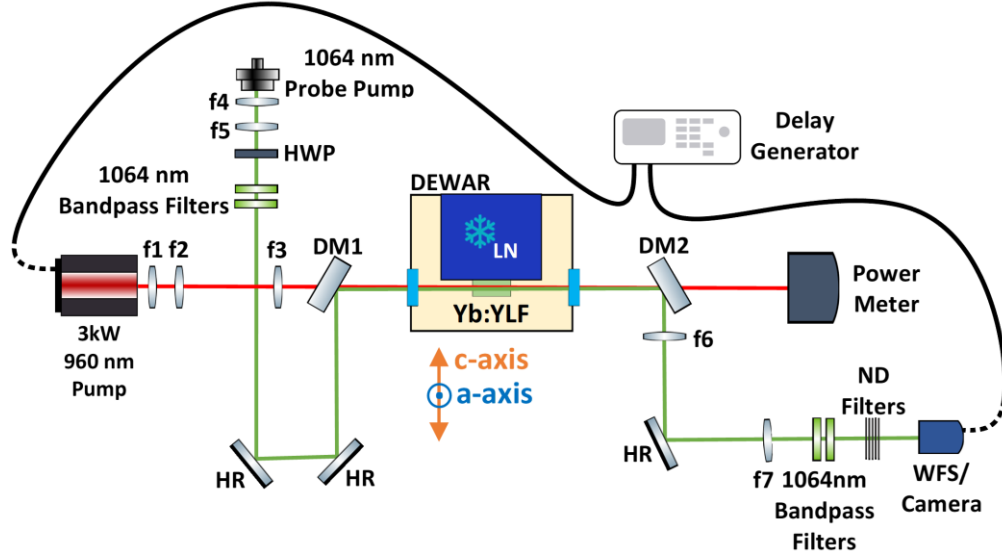 1064 nm
Probe Pump
f4
f5
HWP
1064 nm
Bandpass Filters
Delay
Generator
DEWAR
LN
f1
f2
f3
DM1
DM2
Power
Meter
Yb:YLF
3kW
960 nm
Pump
c-axis
a-axis
f6
ND
Filters
HR
HR
HR
f7
1064nm
Bandpass
Filters
WFS/
Camera